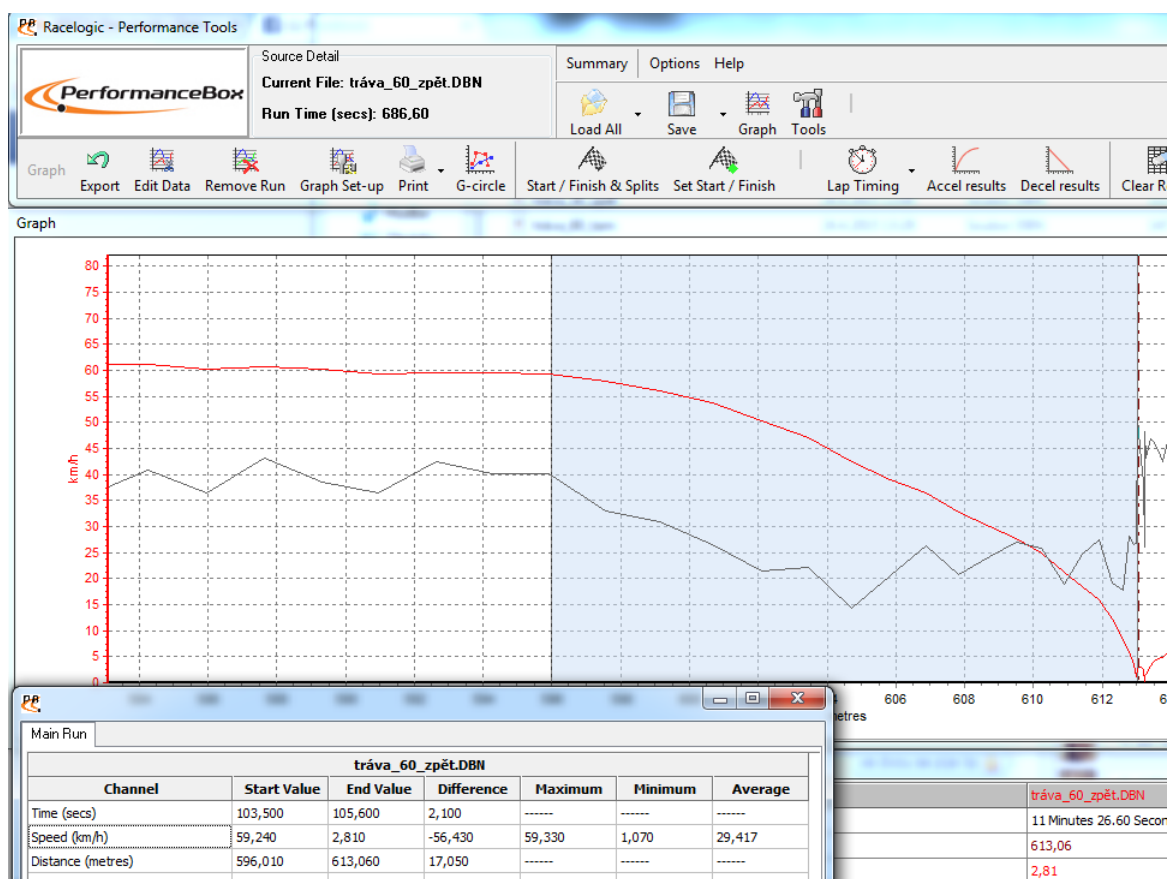 Racelogic - Performance Tools
PerformanceBox
Source Detail
Current File: tráva_60_zpět.DBN
Run Time (secs): 686,60
Summary Options Help
Load All Save Graph Tools
Graph Export Edit Data Remove Run Graph Set-up Print G-circle Start / Finish & Splits Set Start / Finish Lap Timing Accel results Decel results Clear R
Graph
80
75
70
65
60
55
50
45
40
35
30
25
20
15
10
5
0
km/h
606 608 610 612 6
etres
Main Run
tráva_60_zpět.DBN
Channel Start Value End Value Difference Maximum Minimum Average
Time (secs) 103,500 105,600 2,100 ------ ------ ------
Speed (km/h) 59,240 2,810 -56,430 59,330 1,070 29,417
Distance (metres) 596,010 613,060 17,050 ------ ------ ------
tráva_60_zpět.DBN
11 Minutes 26.60 Secon
613,06
2,81